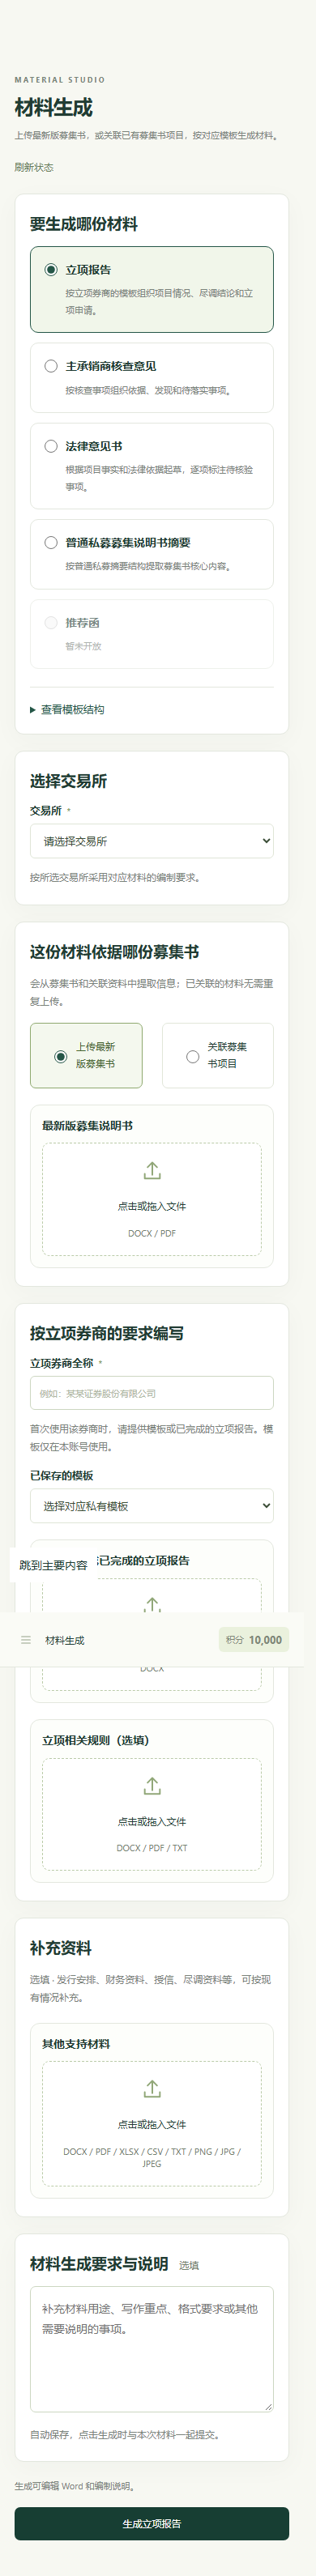 MATERIAL STUDIO
材料生成
上传最新版募集书，或关联已有募集书项目，按对应模板生成材料。
刷新状态
要生成哪份材料
立项报告
按立项券商的模板组织项目情况、尽调结论和立
项申请。
主承销商核查意见
按核查事项组织依据、发现和待落实事项。
法律意见书
根据项目事实和法律依据起草，逐项标注待核验
事项。
普通私募募集说明书摘要
按普通私募摘要结构提取募集书核心内容。
推荐函
暂未开放
查看模板结构
选择交易所
交易所 *
请选择交易所
按所选交易所采用对应材料的编制要求。
这份材料依据哪份募集书
会从募集书和关联资料中提取信息；已关联的材料无需重
复上传。
上传最新
版募集书
关联募集
书项目
最新版募集说明书
点击或拖入文件
DOCX / PDF
按立项券商的要求编写
立项券商全称 *
例如：某某证券股份有限公司
首次使用该券商时，请提供模板或已完成的立项报告。模
板仅在本账号使用。
已保存的模板
选择对应私有模板
已完成的立项报告
跳到主要内容
材料生成
积分 10,000
DOCX
立项相关规则（选填）
点击或拖入文件
DOCX / PDF / TXT
补充资料
选填 · 发行安排、财务资料、授信、尽调资料等，可按现
有情况补充。
其他支持材料
点击或拖入文件
DOCX / PDF / XLSX / CSV / TXT / PNG / JPG /
JPEG
材料生成要求与说明 选填
补充材料用途、写作重点、格式要求或其他
需要说明的事项。
自动保存，点击生成时与本次材料一起提交。
生成可编辑 Word 和编制说明。
生成立项报告